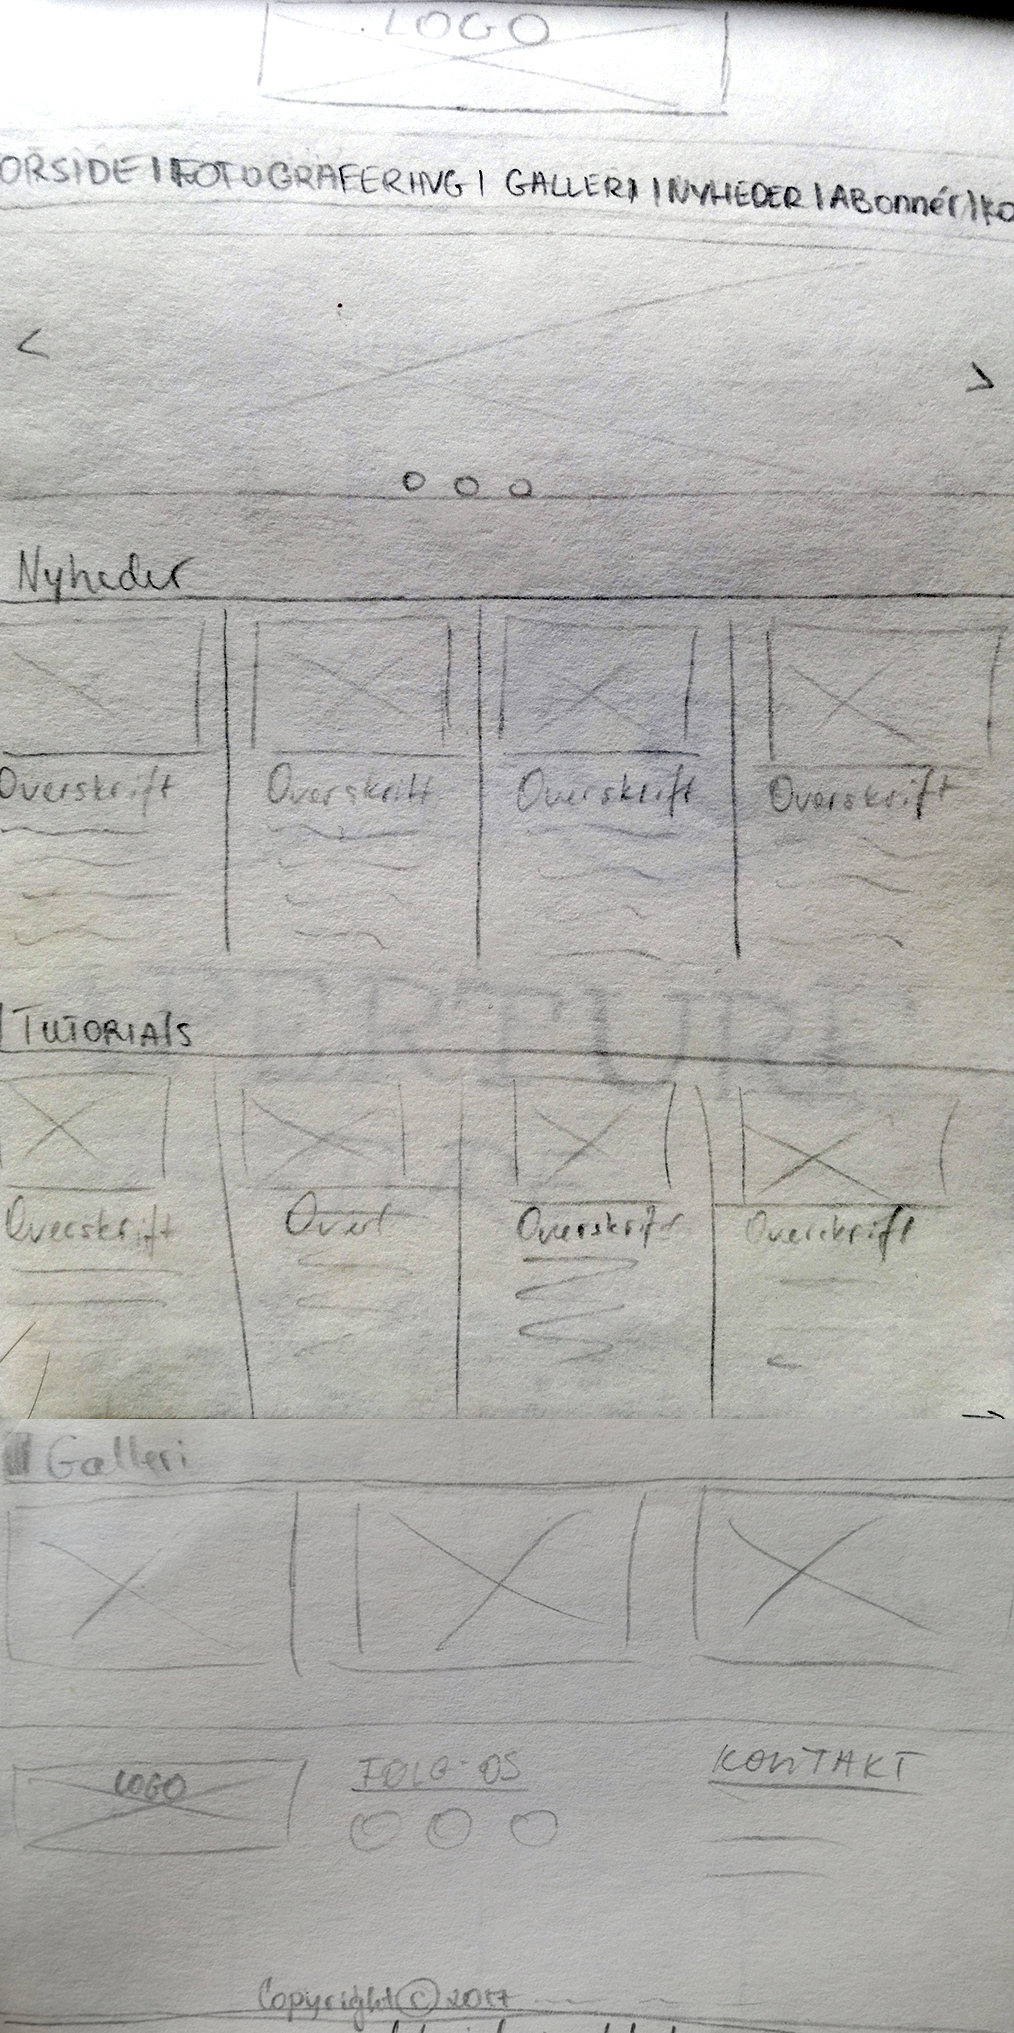 LOGO
ORSIDE | FOTOGRAFERING | GALLERI | NYHEDER | Abonnér | KO
< >
Nyheder
Overskrift Overskrift Overskrift Overskrift
Tutorials
Overskrift Overs Overskrift Overskrift
Galleri
LOGO FØLG OS KONTAKT
Copyright © 2017